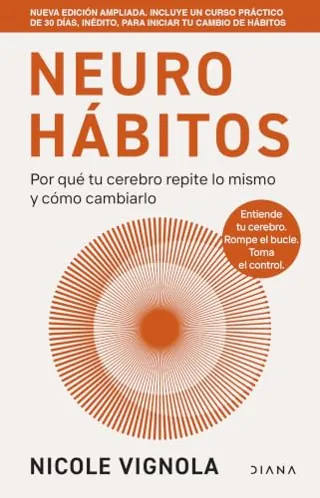 NUEVA EDICIÓN AMPLIADA. INCLUYE UN CURSO PRÁCTICO
DE 30 DÍAS, INÉDITO, PARA INICIAR TU CAMBIO DE HÁBITOS
NEURO
HÁBITOS
Por qué tu cerebro repite lo mismo
y cómo cambiarlo
Entiende
tu cerebro.
Rompe el bucle.
Toma
el control.
NICOLE VIGNOLA
DIANA